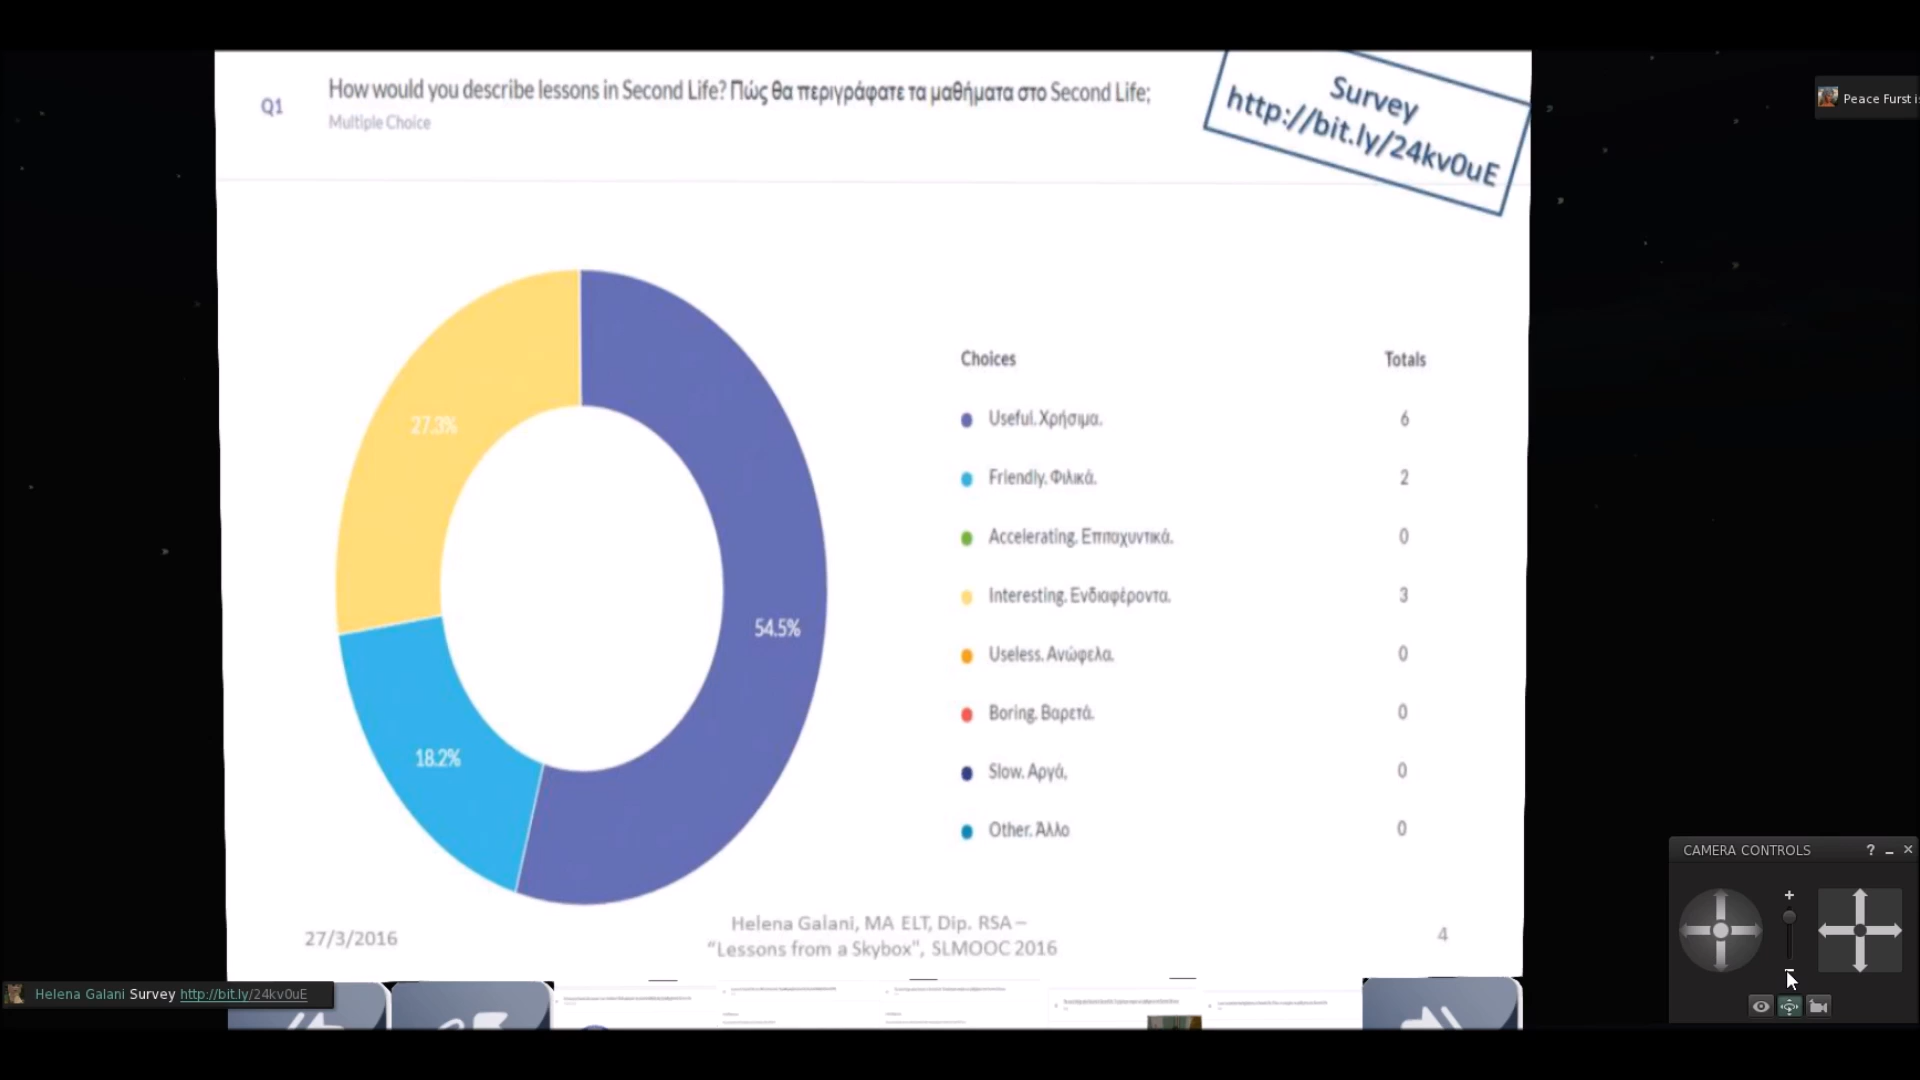 Q1
How would you describe lessons in Second Life? Πώς θα περιγράφατε τα μαθήματα στο Second Life;
Multiple Choice
Survey
http://bit.ly/24kv0uE
Peace Furst
27.3%
54.5%
18.2%
Choices Totals
Useful. Χρήσιμα. 6
Friendly. Φιλικά. 2
Accelerating. Επιταχυντικά. 0
Interesting. Ενδιαφέροντα. 3
Useless. Ανώφελα. 0
Boring. Βαρετά. 0
Slow. Αργά, 0
Other. Άλλο 0
27/3/2016
Helena Galani, MA ELT, Dip. RSA –
“Lessons from a Skybox", SLMOOC 2016
4
Helena Galani Survey http://bit.ly/24kv0uE
CAMERA CONTROLS